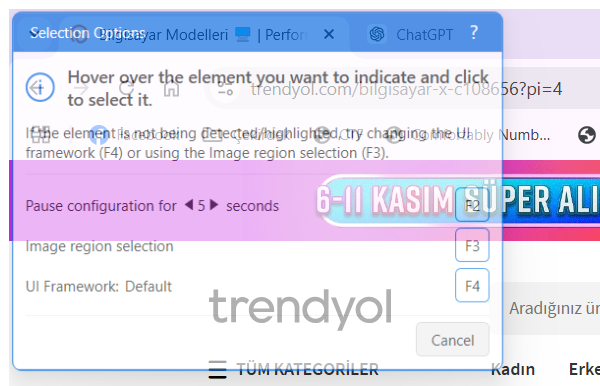 Selection Options
Bilgisayar Modelleri | Perfor
ChatGPT
?
Hover over the element you want to indicate and click
to select it.
trendyol.com/bilgisayar-x-c108656?pi=4
If the element is not being detected/highlighted, try changing the UI
framework (F4) or using the Image region selection (F3).
Facebook
Numb...
Pause configuration for 5 seconds
F2
6-11 KASIM SÜPER ALI
Image region selection
F3
UI Framework: Default
F4
trendyol
Aradığınız ür
Cancel
TÜM KATEGORİLER
Kadın
Erke